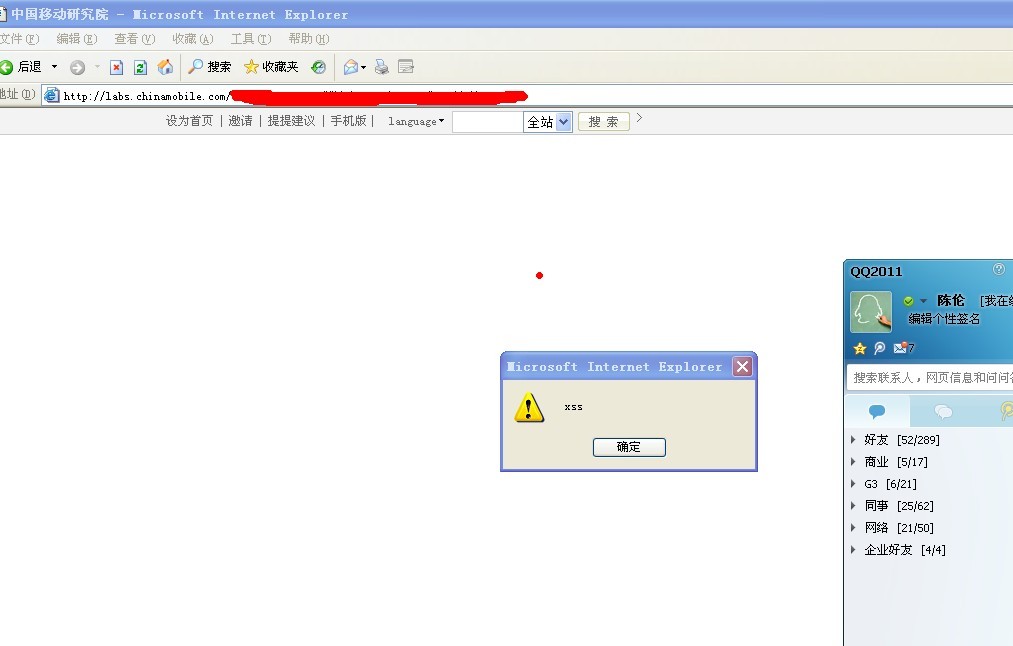 中国移动研究院 - Microsoft Internet Explorer
文件(F) 编辑(E) 查看(V) 收藏(A) 工具(T) 帮助(H)
后退 搜索 收藏夹
地址(D) http://labs.chinamobile.com/
设为首页 | 邀请 | 提提建议 | 手机版 | language 全站 搜 索 >
QQ2011
陈伦 [我在线
编辑个性签名
7
搜索联系人，网页信息和问问答
Microsoft Internet Explorer
xss
确定
好友 [52/289]
商业 [5/17]
G3 [6/21]
同事 [25/62]
网络 [21/50]
企业好友 [4/4]